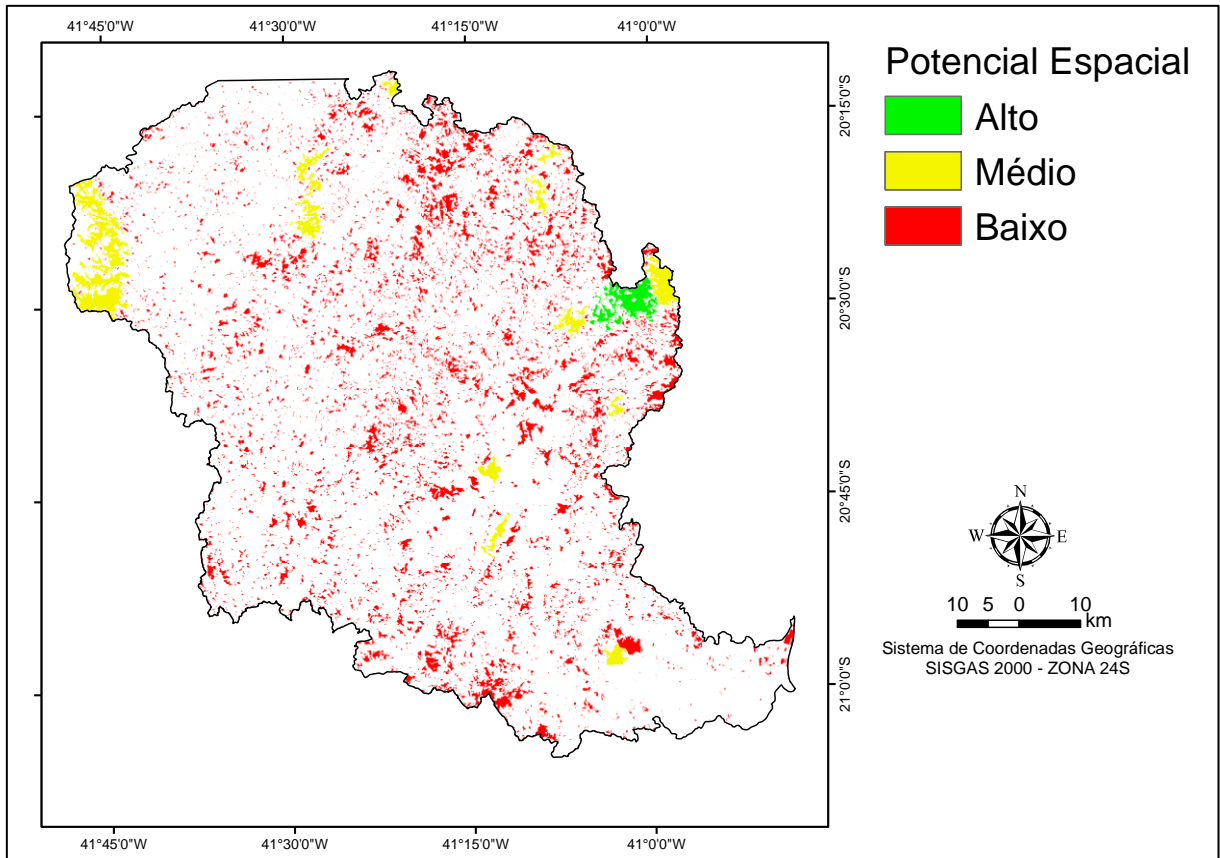 41°45'0"W 41°30'0"W 41°15'0"W 41°0'0"W
Potencial Espacial
Alto
Médio
Baixo
20°15'0"S
20°30'0"S
20°45'0"S
21°0'0"S
N
W E
S
10 5 0 10
km
Sistema de Coordenadas Geográficas
SISGAS 2000 - ZONA 24S
41°45'0"W 41°30'0"W 41°15'0"W 41°0'0"W